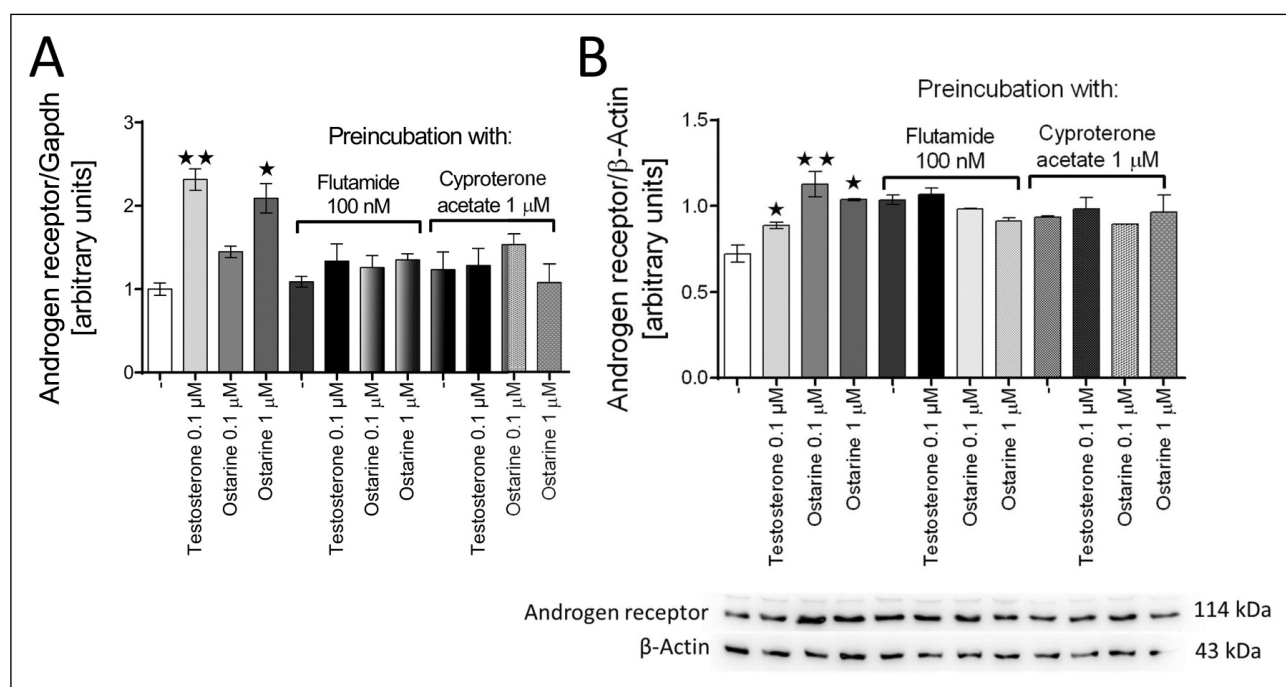 A
Androgen receptor/Gapdh
[arbitrary units]
3
2
1
0
★★
★
Preincubation with:
Flutamide
100 nM
Cyproterone
acetate 1 μM
-
Testosterone 0.1 μM
Ostarine 0.1 μM
Ostarine 1 μM
-
Testosterone 0.1 μM
Ostarine 0.1 μM
Ostarine 1 μM
-
Testosterone 0.1 μM
Ostarine 0.1 μM
Ostarine 1 μM
B
Androgen receptor/β-Actin
[arbitrary units]
1.5
1.0
0.5
0.0
★
★★
★
Preincubation with:
Flutamide
100 nM
Cyproterone
acetate 1 μM
-
Testosterone 0.1 μM
Ostarine 0.1 μM
Ostarine 1 μM
-
Testosterone 0.1 μM
Ostarine 0.1 μM
Ostarine 1 μM
-
Testosterone 0.1 μM
Ostarine 0.1 μM
Ostarine 1 μM
Androgen receptor 114 kDa
β-Actin 43 kDa